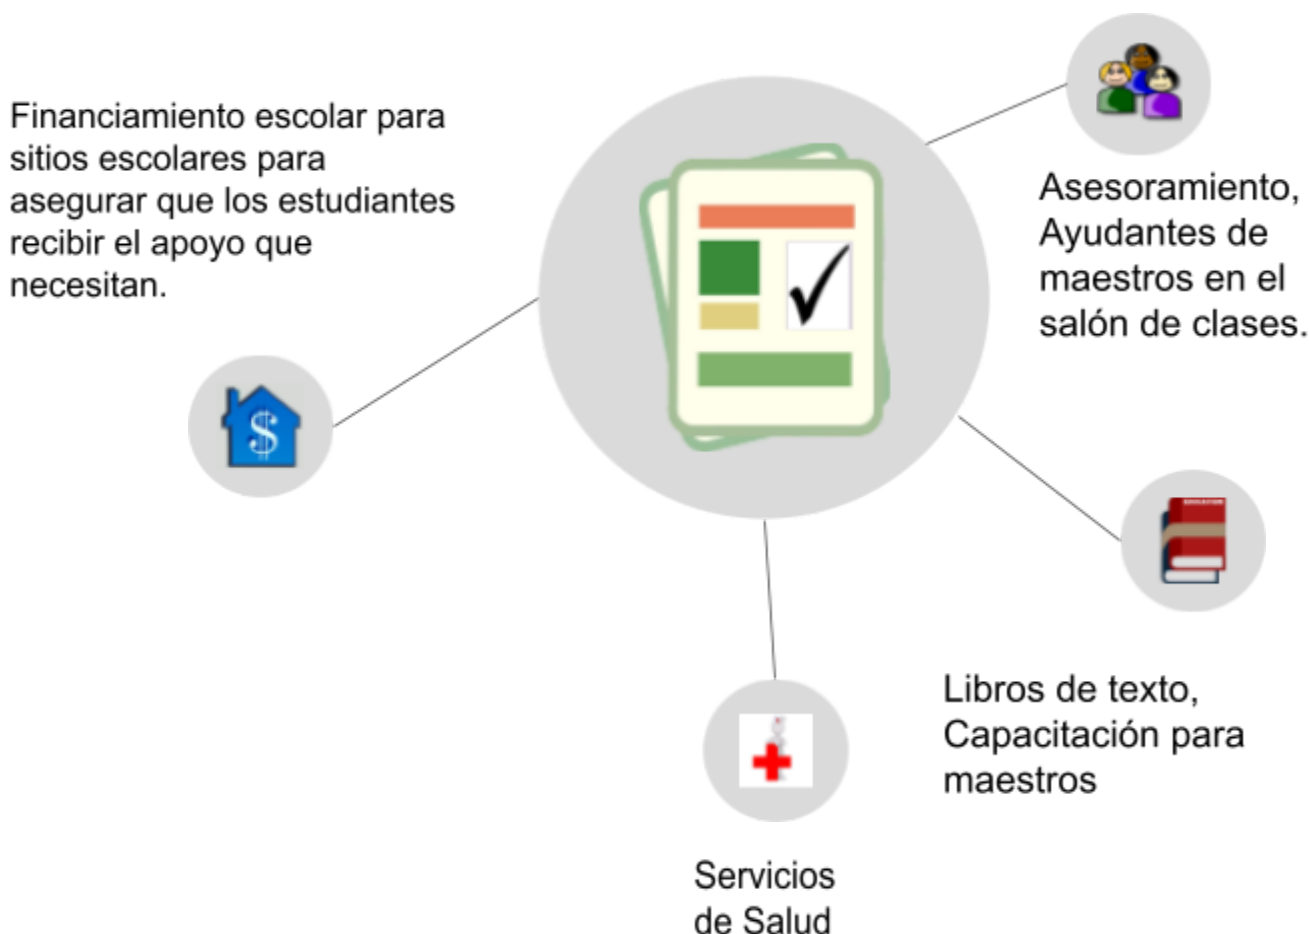 Financiamiento escolar para
sitios escolares para
asegurar que los estudiantes
recibir el apoyo que
necesitan.
Asesoramiento,
Ayudantes de
maestros en el
salón de clases.
Libros de texto,
Capacitación para
maestros
Servicios
de Salud